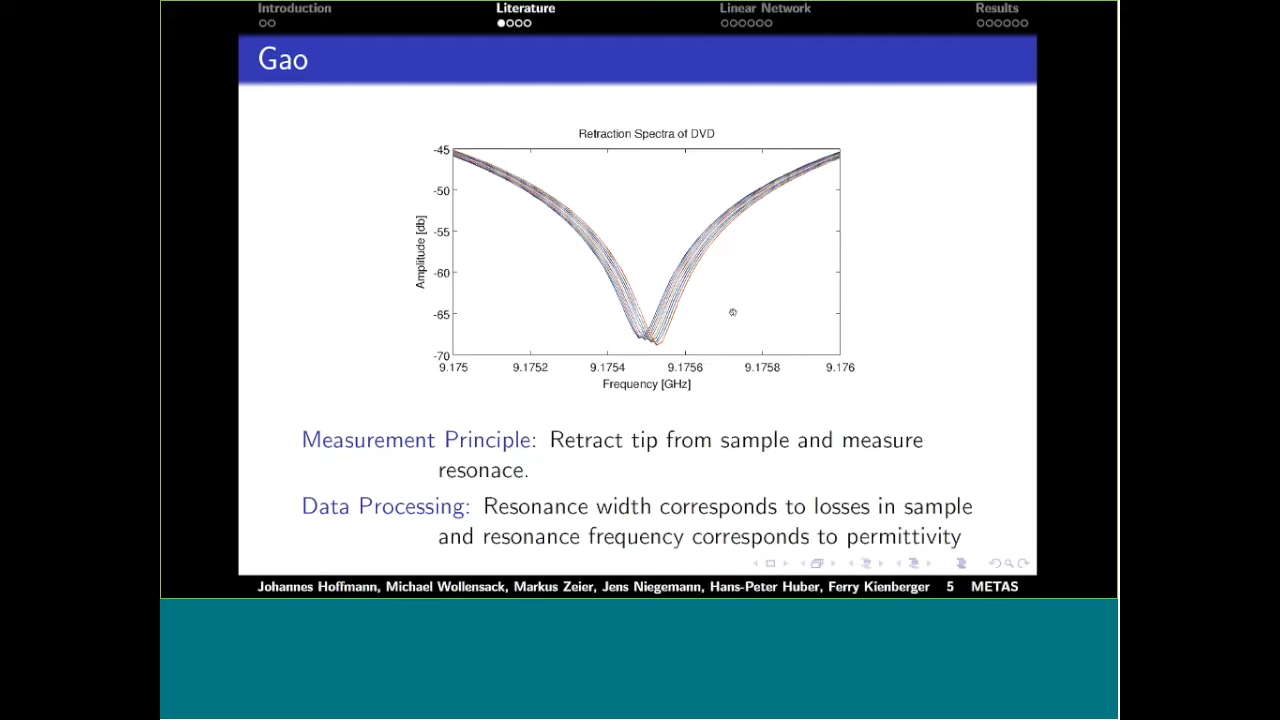 Introduction Literature Linear Network Results
Gao
Retraction Spectra of DVD
-45
-50
-55
-60
-65
-70
Amplitude [db]
9.175 9.1752 9.1754 9.1756 9.1758 9.176
Frequency [GHz]
Measurement Principle: Retract tip from sample and measure
resonace.
Data Processing: Resonance width corresponds to losses in sample
and resonance frequency corresponds to permittivity
Johannes Hoffmann, Michael Wollensack, Markus Zeier, Jens Niegemann, Hans-Peter Huber, Ferry Kienberger 5 METAS